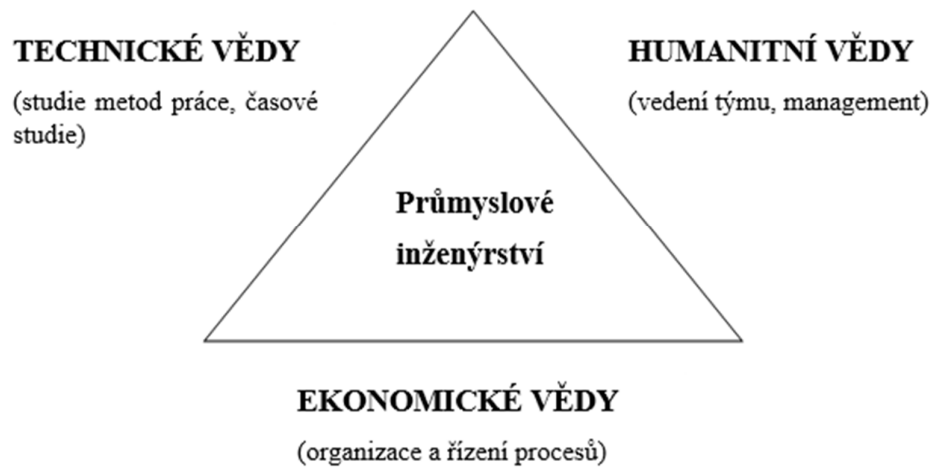 TECHNICKÉ VĚDY
(studie metod práce, časové
studie)
HUMANITNÍ VĚDY
(vedení týmu, management)
Průmyslové
inženýrství
EKONOMICKÉ VĚDY
(organizace a řízení procesů)